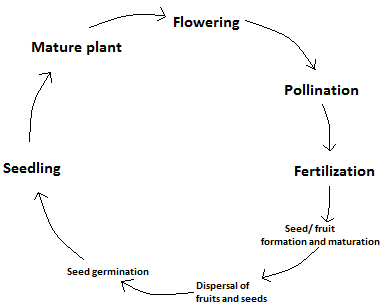 Flowering
Mature plant
Pollination
Seedling
Fertilization
Seed/ fruit
formation and maturation
Seed germination
Dispersal of
fruits and seeds